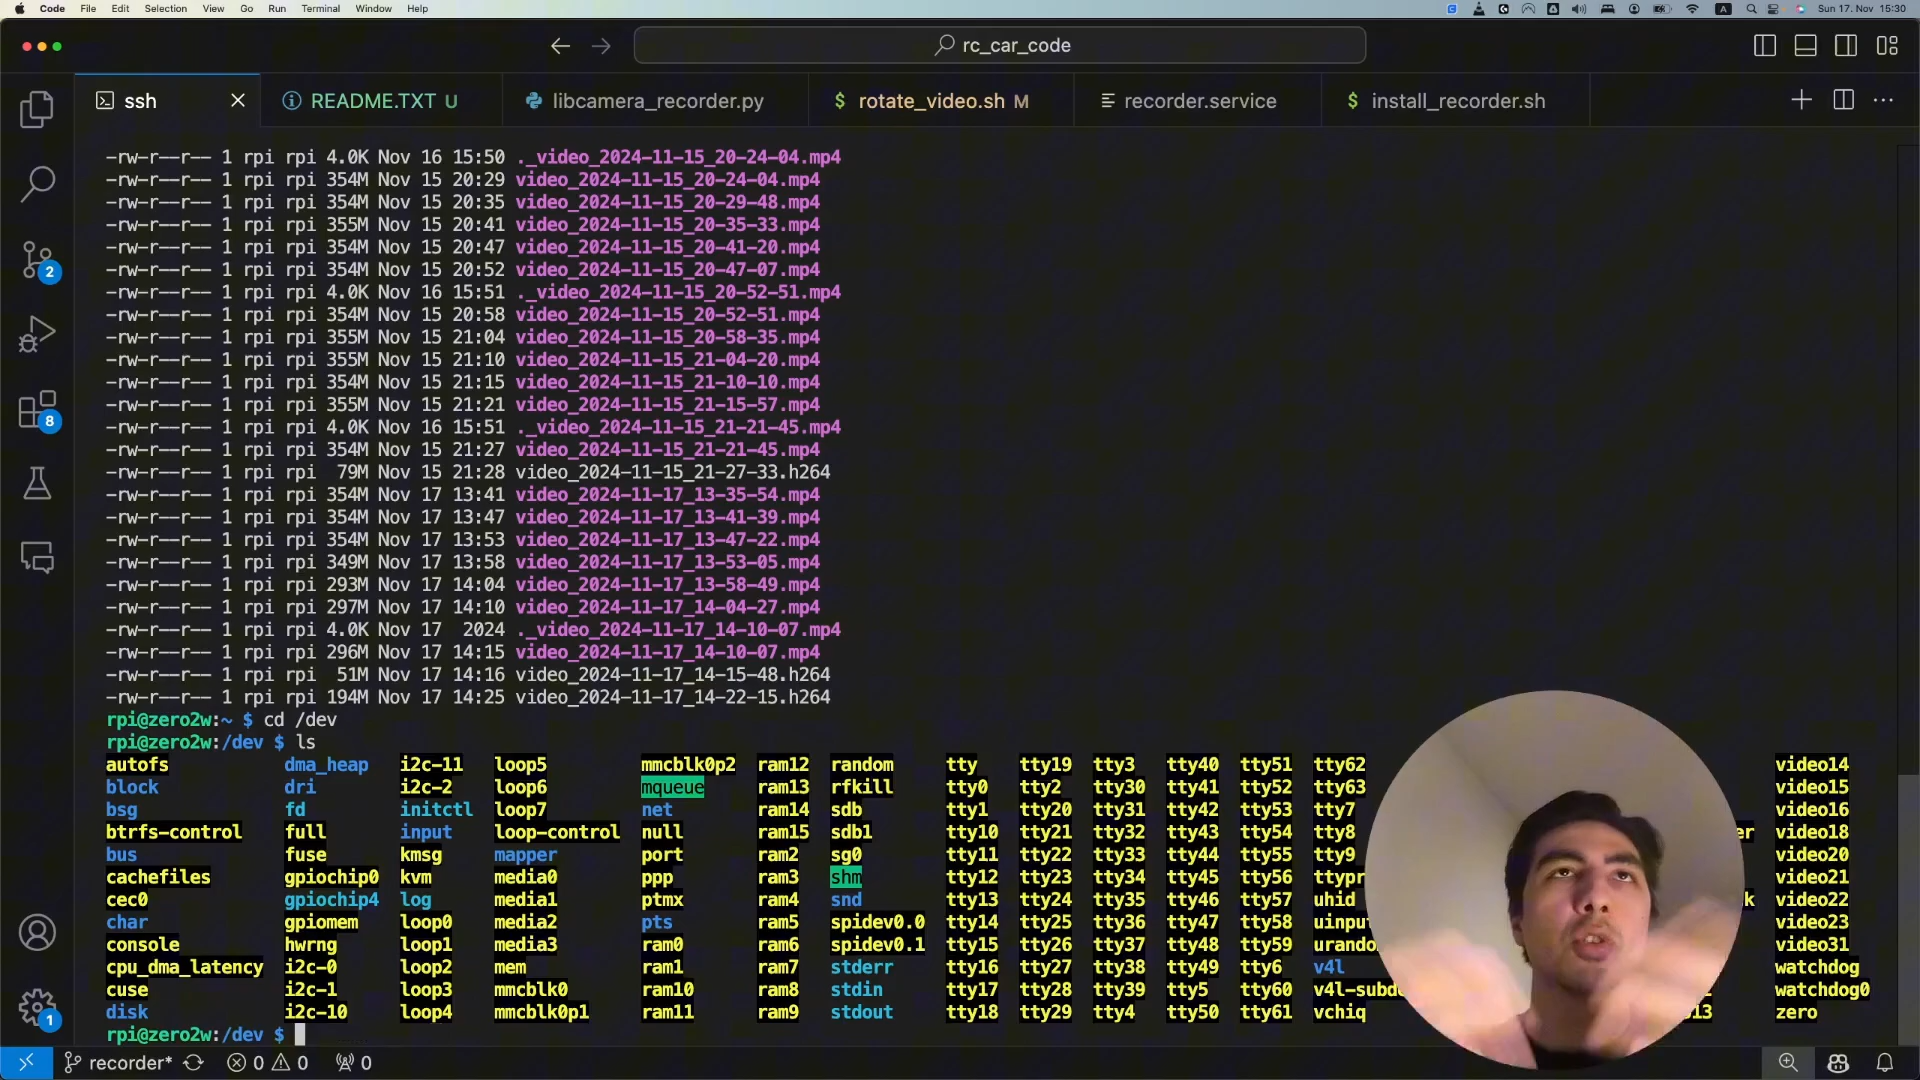 Code File Edit Selection View Go Run Terminal Window Help Sun 17. Nov 15:30
rc_car_code
ssh README.TXT U libcamera_recorder.py $ rotate_video.sh M recorder.service $ install_recorder.sh
-rw-r--r-- 1 rpi rpi 4.0K Nov 16 15:50 ._video_2024-11-15_20-24-04.mp4
-rw-r--r-- 1 rpi rpi 354M Nov 15 20:29 video_2024-11-15_20-24-04.mp4
-rw-r--r-- 1 rpi rpi 354M Nov 15 20:35 video_2024-11-15_20-29-48.mp4
-rw-r--r-- 1 rpi rpi 355M Nov 15 20:41 video_2024-11-15_20-35-33.mp4
-rw-r--r-- 1 rpi rpi 354M Nov 15 20:47 video_2024-11-15_20-41-20.mp4
-rw-r--r-- 1 rpi rpi 354M Nov 15 20:52 video_2024-11-15_20-47-07.mp4
-rw-r--r-- 1 rpi rpi 4.0K Nov 16 15:51 ._video_2024-11-15_20-52-51.mp4
-rw-r--r-- 1 rpi rpi 354M Nov 15 20:58 video_2024-11-15_20-52-51.mp4
-rw-r--r-- 1 rpi rpi 355M Nov 15 21:04 video_2024-11-15_20-58-35.mp4
-rw-r--r-- 1 rpi rpi 355M Nov 15 21:10 video_2024-11-15_21-04-20.mp4
-rw-r--r-- 1 rpi rpi 354M Nov 15 21:15 video_2024-11-15_21-10-10.mp4
-rw-r--r-- 1 rpi rpi 355M Nov 15 21:21 video_2024-11-15_21-15-57.mp4
-rw-r--r-- 1 rpi rpi 4.0K Nov 16 15:51 ._video_2024-11-15_21-21-45.mp4
-rw-r--r-- 1 rpi rpi 354M Nov 15 21:27 video_2024-11-15_21-21-45.mp4
-rw-r--r-- 1 rpi rpi 79M Nov 15 21:28 video_2024-11-15_21-27-33.h264
-rw-r--r-- 1 rpi rpi 354M Nov 17 13:41 video_2024-11-17_13-35-54.mp4
-rw-r--r-- 1 rpi rpi 354M Nov 17 13:47 video_2024-11-17_13-41-39.mp4
-rw-r--r-- 1 rpi rpi 354M Nov 17 13:53 video_2024-11-17_13-47-22.mp4
-rw-r--r-- 1 rpi rpi 349M Nov 17 13:58 video_2024-11-17_13-53-05.mp4
-rw-r--r-- 1 rpi rpi 293M Nov 17 14:04 video_2024-11-17_13-58-49.mp4
-rw-r--r-- 1 rpi rpi 297M Nov 17 14:10 video_2024-11-17_14-04-27.mp4
-rw-r--r-- 1 rpi rpi 4.0K Nov 17 2024 ._video_2024-11-17_14-10-07.mp4
-rw-r--r-- 1 rpi rpi 296M Nov 17 14:15 video_2024-11-17_14-10-07.mp4
-rw-r--r-- 1 rpi rpi 51M Nov 17 14:16 video_2024-11-17_14-15-48.h264
-rw-r--r-- 1 rpi rpi 194M Nov 17 14:25 video_2024-11-17_14-22-15.h264
rpi@zero2w:~ $ cd /dev
rpi@zero2w:/dev $ ls
autofs dma_heap i2c-11 loop5 mmcblk0p2 ram12 random tty tty19 tty3 tty40 tty51 tty62 video14
block dri i2c-2 loop6 mqueue ram13 rfkill tty0 tty2 tty30 tty41 tty52 tty63 video15
bsg fd initctl loop7 net ram14 sdb tty1 tty20 tty31 tty42 tty53 tty7 video16
btrfs-control full input loop-control null ram15 sdb1 tty10 tty21 tty32 tty43 tty54 tty8 er video18
bus fuse kmsg mapper port ram2 sg0 tty11 tty22 tty33 tty44 tty55 tty9 video20
cachefiles gpiochip0 kvm media0 ppp ram3 shm tty12 tty23 tty34 tty45 tty56 ttypr video21
cec0 gpiochip4 log media1 ptmx ram4 snd tty13 tty24 tty35 tty46 tty57 uhid k video22
char gpiomem loop0 media2 pts ram5 spidev0.0 tty14 tty25 tty36 tty47 tty58 uinput video23
console hwrng loop1 media3 ram0 ram6 spidev0.1 tty15 tty26 tty37 tty48 tty59 urando video31
cpu_dma_latency i2c-0 loop2 mem ram1 ram7 stderr tty16 tty27 tty38 tty49 tty6 v4l watchdog
cuse i2c-1 loop3 mmcblk0 ram10 ram8 stdin tty17 tty28 tty39 tty5 tty60 v4l-subd watchdog0
disk i2c-10 loop4 mmcblk0p1 ram11 ram9 stdout tty18 tty29 tty4 tty50 tty61 vchiq 13 zero
rpi@zero2w:/dev $
recorder* 0 0 0
2
8
1